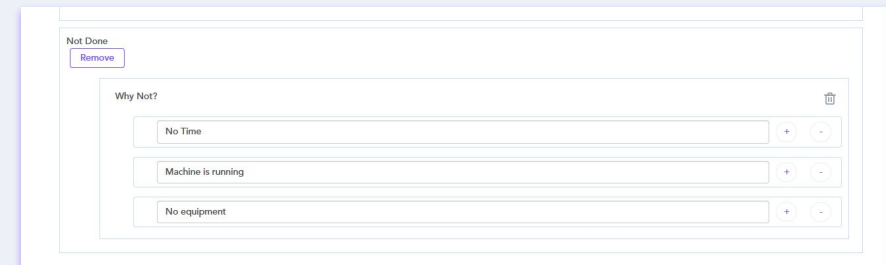 Not Done
Remove
Why Not?
No Time + -
Machine is running + -
No equipment + -